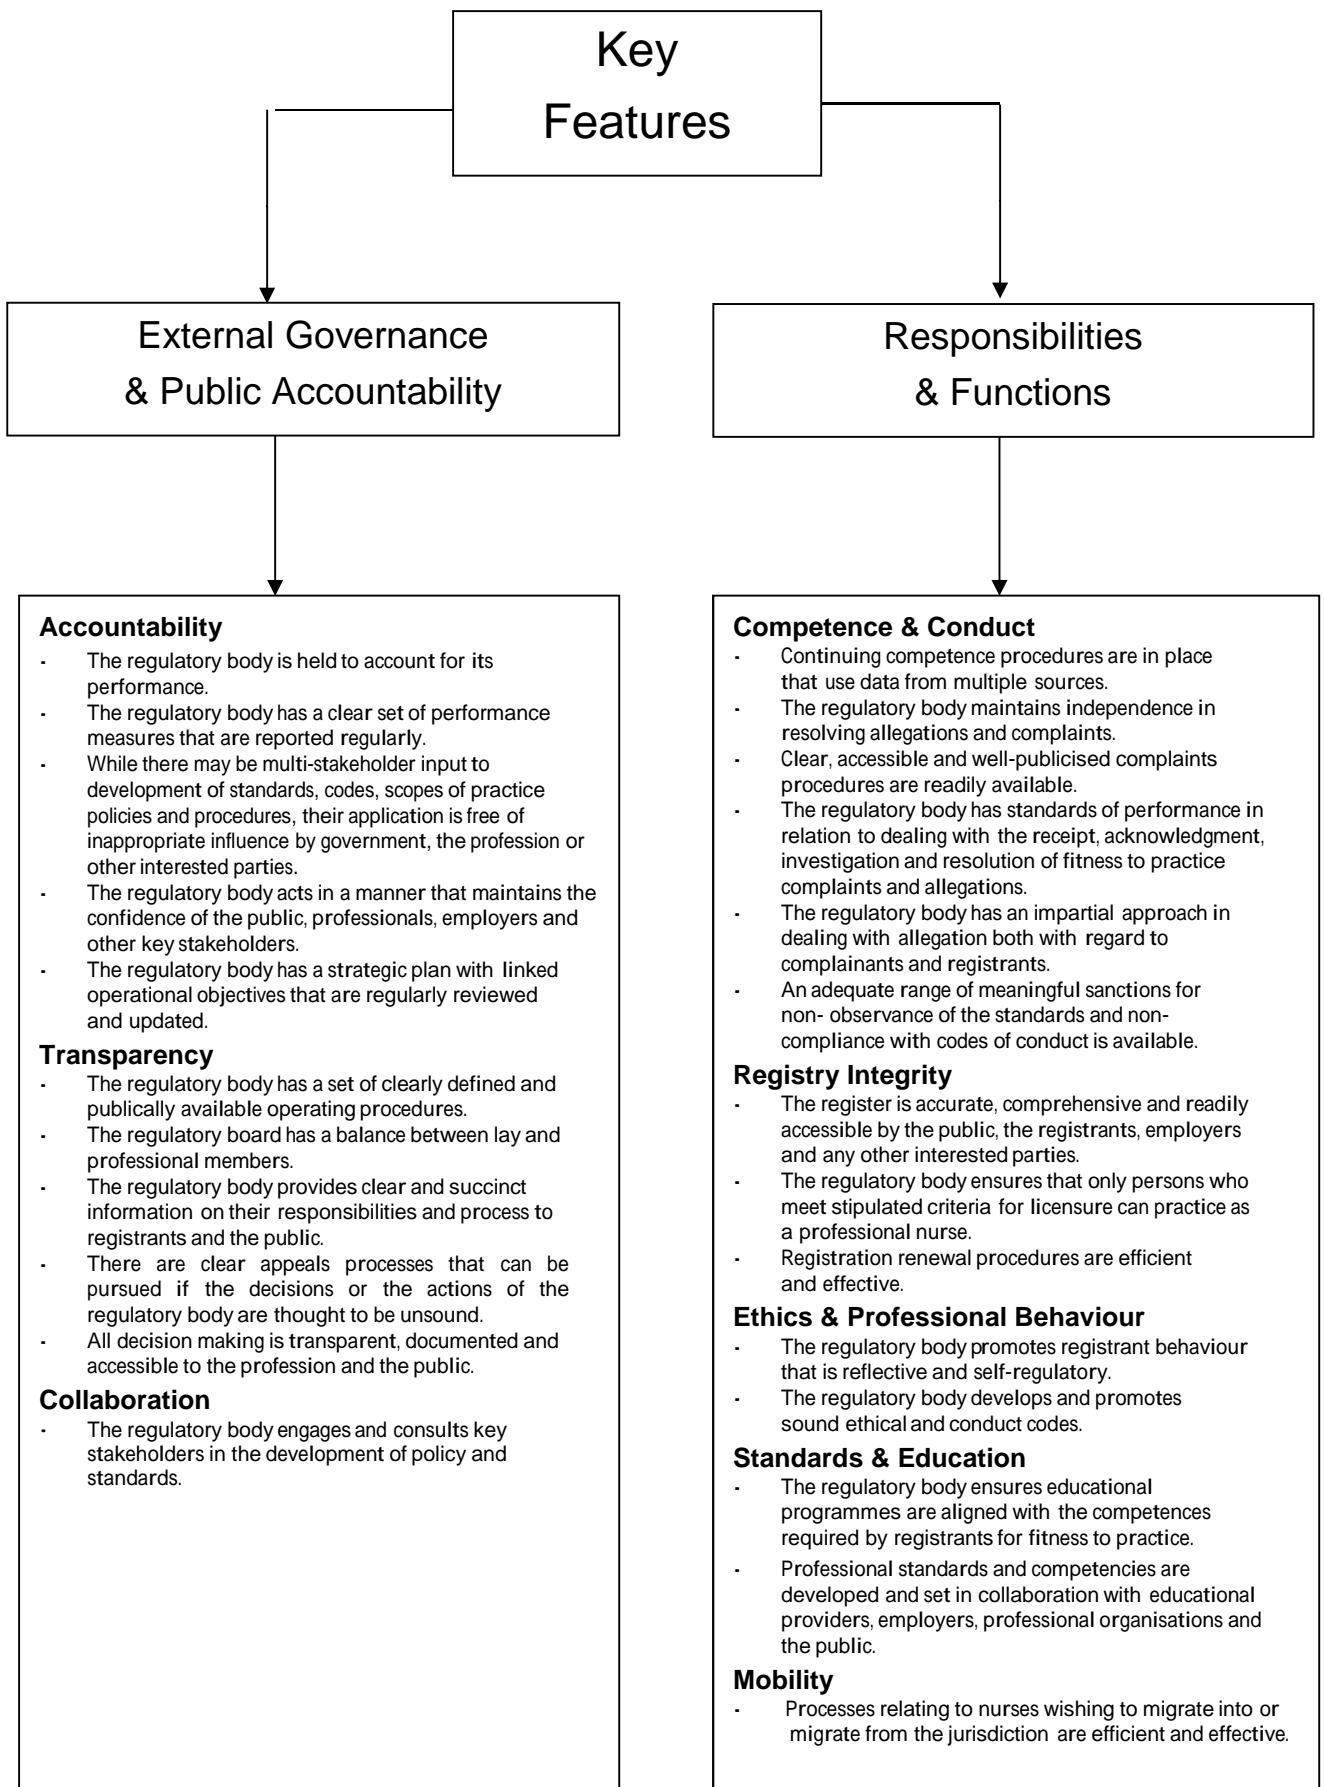 Key
Features
External Governance
& Public Accountability
Responsibilities
& Functions
Accountability
- The regulatory body is held to account for its
performance.
- The regulatory body has a clear set of performance
measures that are reported regularly.
- While there may be multi-stakeholder input to
development of standards, codes, scopes of practice
policies and procedures, their application is free of
inappropriate influence by government, the profession or
other interested parties.
- The regulatory body acts in a manner that maintains the
confidence of the public, professionals, employers and
other key stakeholders.
- The regulatory body has a strategic plan with linked
operational objectives that are regularly reviewed
and updated.
Transparency
- The regulatory body has a set of clearly defined and
publically available operating procedures.
- The regulatory board has a balance between lay and
professional members.
- The regulatory body provides clear and succinct
information on their responsibilities and process to
registrants and the public.
- There are clear appeals processes that can be
pursued if the decisions or the actions of the
regulatory body are thought to be unsound.
- All decision making is transparent, documented and
accessible to the profession and the public.
Collaboration
- The regulatory body engages and consults key
stakeholders in the development of policy and
standards.
Competence & Conduct
- Continuing competence procedures are in place
that use data from multiple sources.
- The regulatory body maintains independence in
resolving allegations and complaints.
- Clear, accessible and well-publicised complaints
procedures are readily available.
- The regulatory body has standards of performance in
relation to dealing with the receipt, acknowledgment,
investigation and resolution of fitness to practice
complaints and allegations.
- The regulatory body has an impartial approach in
dealing with allegation both with regard to
complainants and registrants.
- An adequate range of meaningful sanctions for
non- observance of the standards and non-
compliance with codes of conduct is available.
Registry Integrity
- The register is accurate, comprehensive and readily
accessible by the public, the registrants, employers
and any other interested parties.
- The regulatory body ensures that only persons who
meet stipulated criteria for licensure can practice as
a professional nurse.
- Registration renewal procedures are efficient
and effective.
Ethics & Professional Behaviour
- The regulatory body promotes registrant behaviour
that is reflective and self-regulatory.
- The regulatory body develops and promotes
sound ethical and conduct codes.
Standards & Education
- The regulatory body ensures educational
programmes are aligned with the competences
required by registrants for fitness to practice.
- Professional standards and competencies are
developed and set in collaboration with educational
providers, employers, professional organisations and
the public.
Mobility
- Processes relating to nurses wishing to migrate into or
migrate from the jurisdiction are efficient and effective.